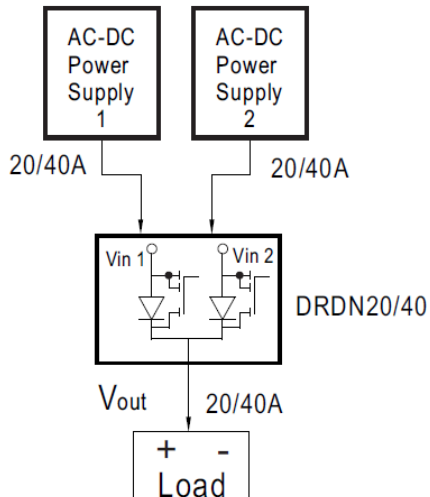 AC-DC
Power
Supply
1
AC-DC
Power
Supply
2
20/40A
20/40A
Vin 1
Vin 2
DRDN20/40
Vout
20/40A
+ -
Load